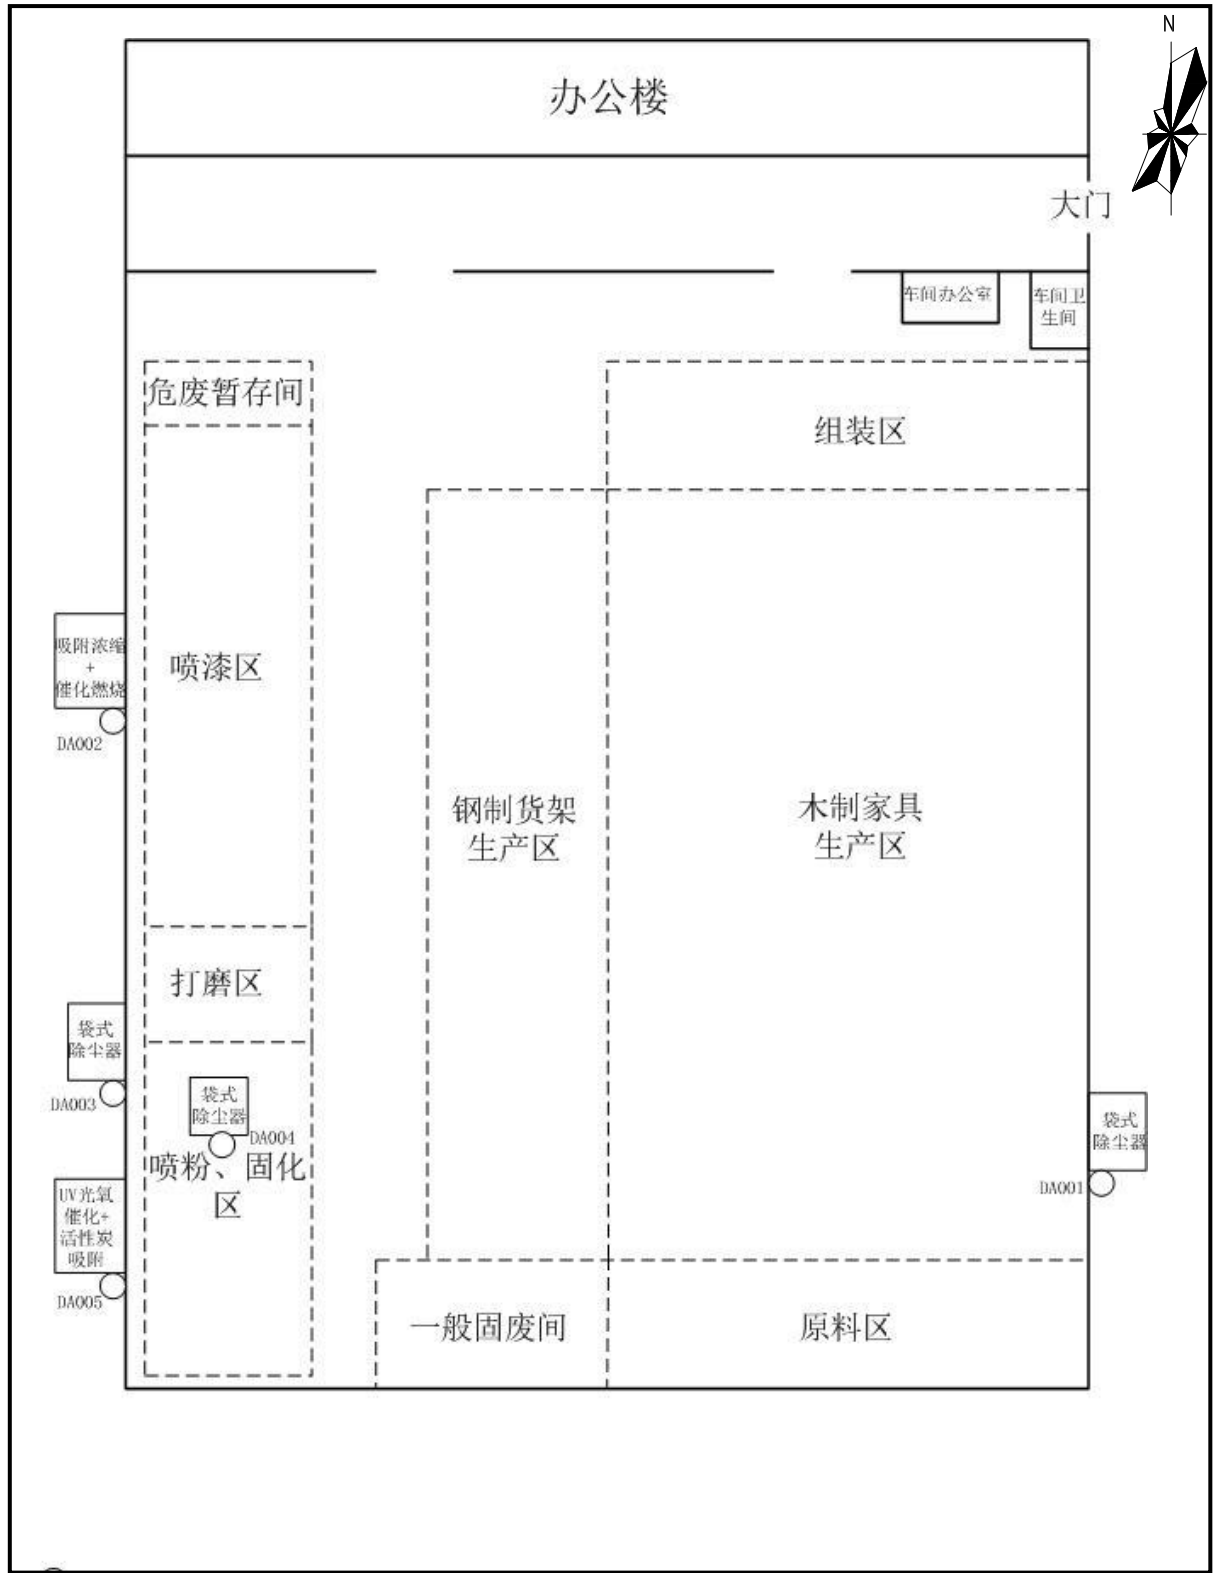 N
办公楼
大门
车间办公室
车间卫
生间
危废暂存间
组装区
吸附浓缩
+
催化燃烧
DA002
喷漆区
钢制货架
生产区
木制家具
生产区
打磨区
袋式
除尘器
DA003
袋式
除尘器
DA004
喷粉、固化
区
袋式
除尘器
DA001
UV光氧
催化+
活性炭
吸附
DA005
一般固废间
原料区